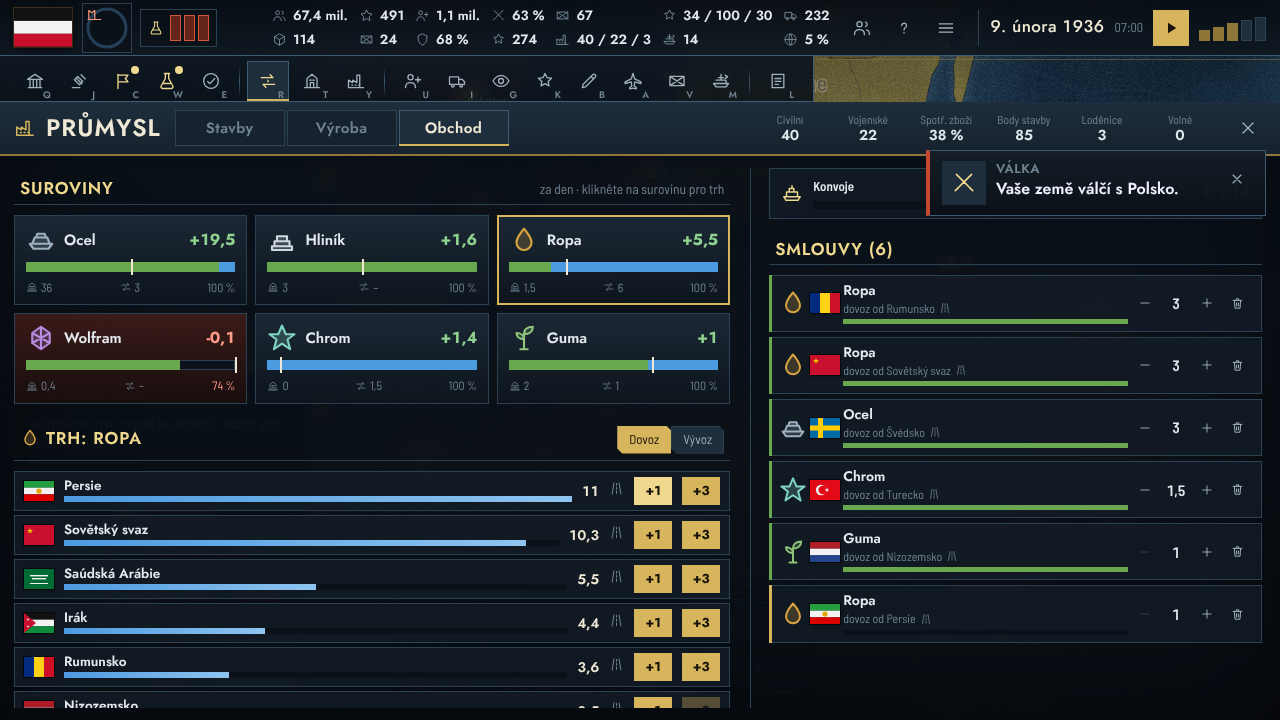 67,4 mil. 491 1,1 mil. 63 % 67 34 / 100 / 30 232
114 24 68 % 274 40 / 22 / 3 14 5 %
? 9. února 1936 07:00
Q J C W E R T Y U I G K B A V M L
PRŮMYSL
Stavby Výroba Obchod
Civilní 40
Vojenské 22
Spotř. zboží 38 %
Body stavby 85
Loděnice 3
Volné 0
VÁLKA
Vaše země válčí s Polsko.
SUROVINY
za den · klikněte na surovinu pro trh
Ocel +19,5
36 3 100 %
Hliník +1,6
3 – 100 %
Ropa +5,5
1,5 6 100 %
Wolfram -0,1
0,4 – 74 %
Chrom +1,4
0 1,5 100 %
Guma +1
2 1 100 %
TRH: ROPA
Dovoz Vývoz
Persie 11 +1 +3
Sovětský svaz 10,3 +1 +3
Saúdská Arábie 5,5 +1 +3
Irák 4,4 +1 +3
Rumunsko 3,6 +1 +3
Nizozemsko
Konvoje
SMLOUVY (6)
Ropa
dovoz od Rumunsko
− 3 +
Ropa
dovoz od Sovětský svaz
− 3 +
Ocel
dovoz od Švédsko
− 3 +
Chrom
dovoz od Turecko
− 1,5 +
Guma
dovoz od Nizozemsko
− 1 +
Ropa
dovoz od Persie
− 1 +